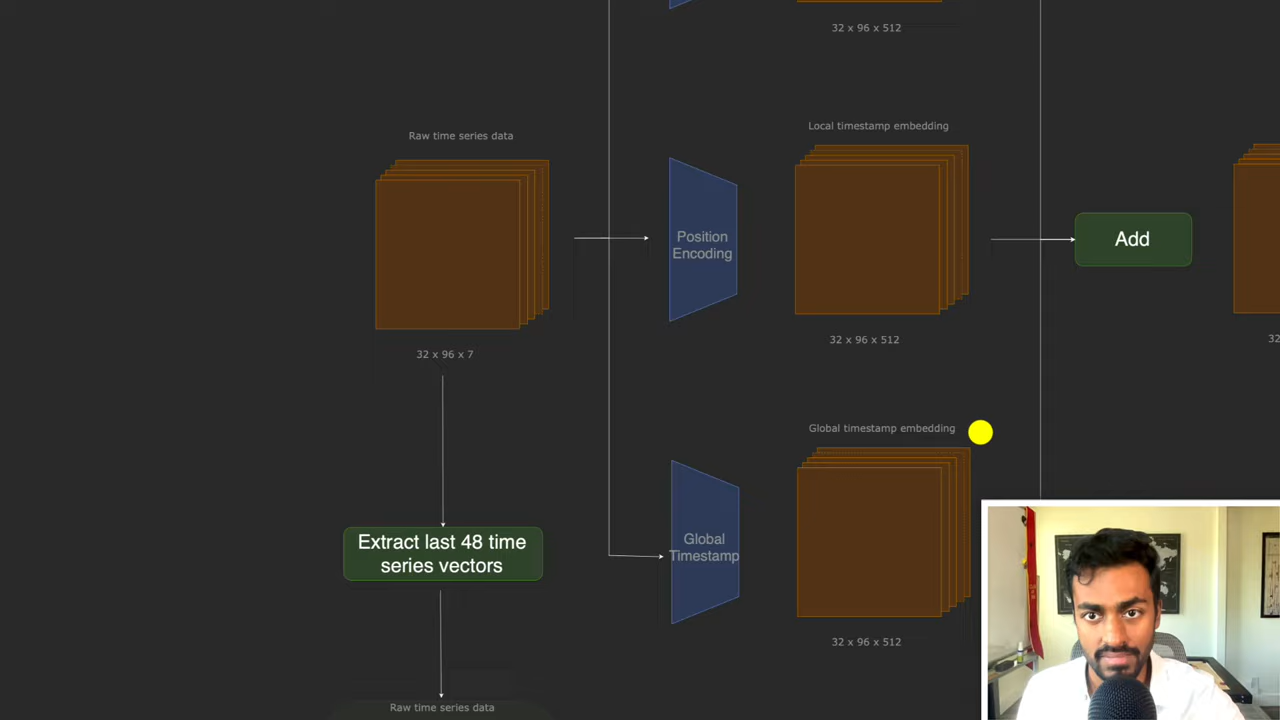 32 x 96 x 512
Local timestamp embedding
Raw time series data
Position
Encoding
Add
32 x 96 x 512
32
32 x 96 x 7
Global timestamp embedding
Extract last 48 time
series vectors
Global
Timestamp
32 x 96 x 512
Raw time series data